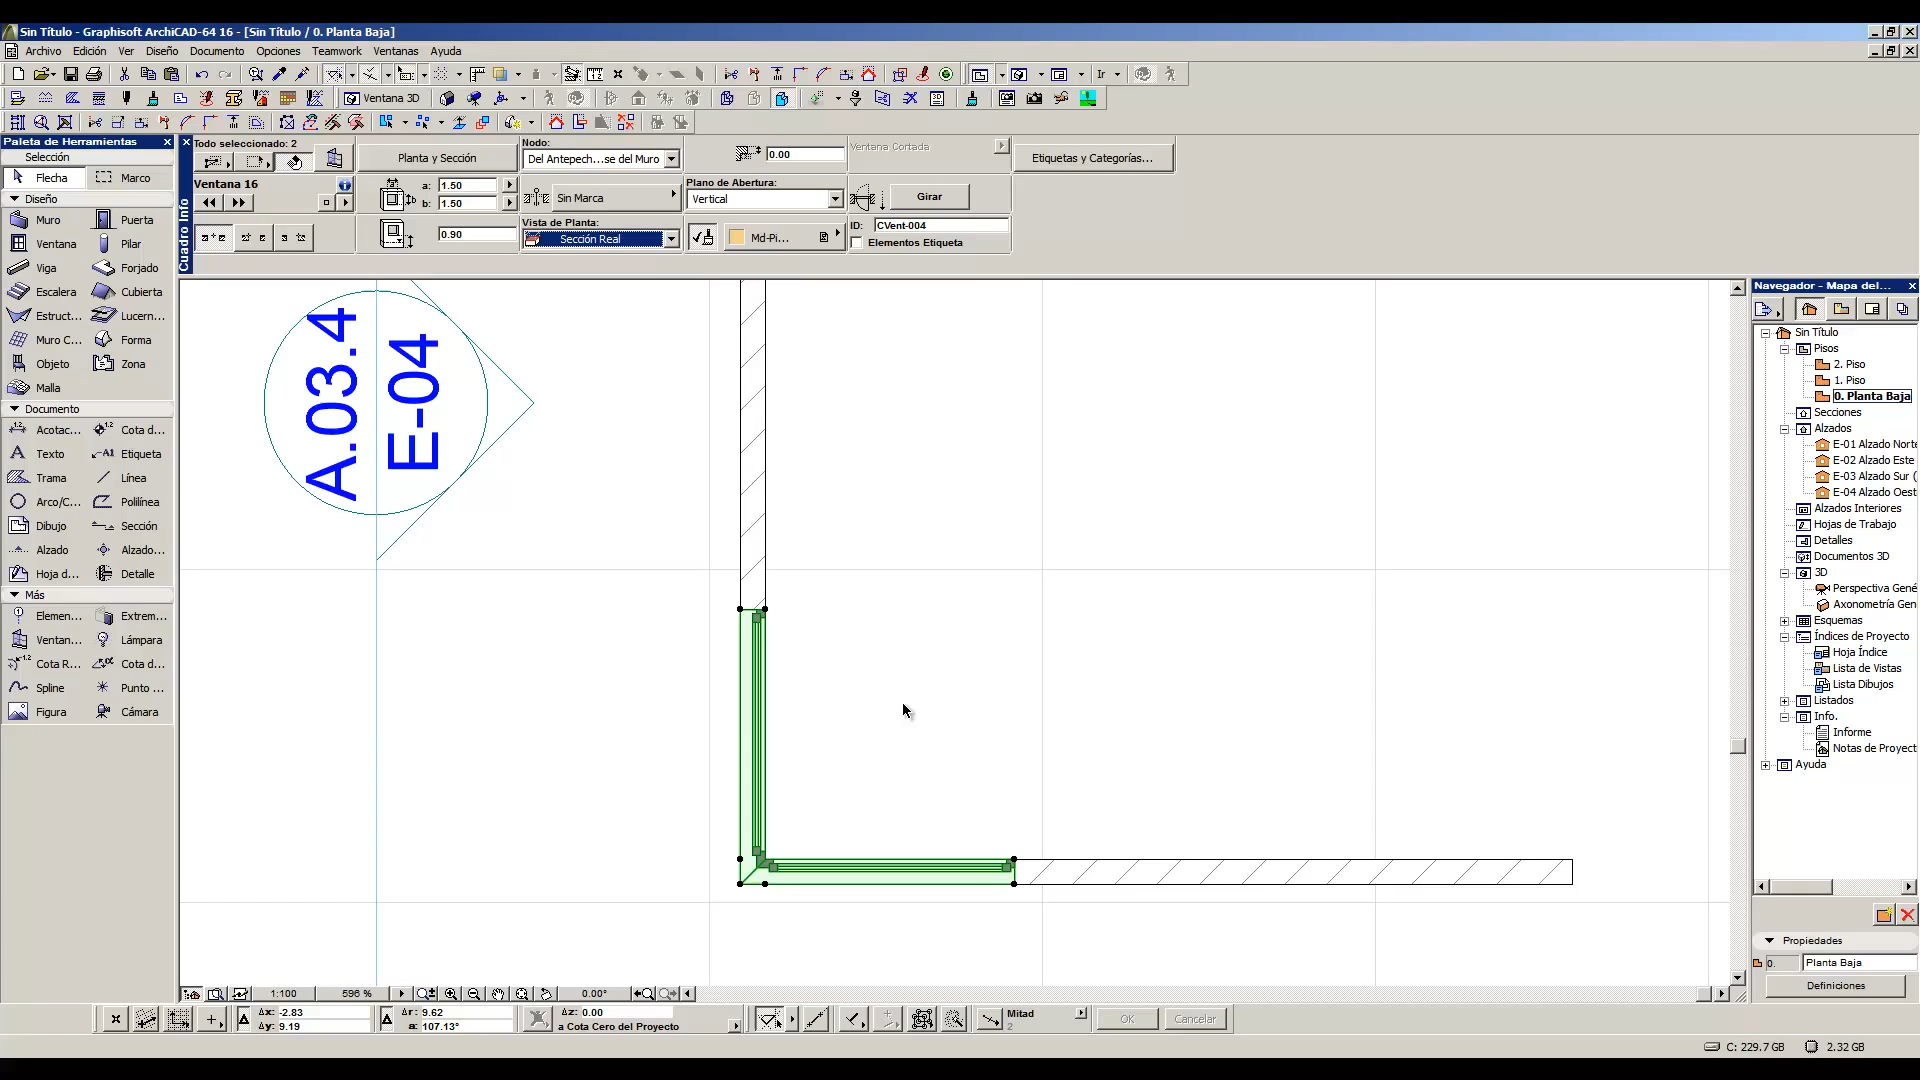 Sin Título - Graphisoft ArchiCAD-64 16 - [Sin Título / 0. Planta Baja]
Archivo Edición Ver Diseño Documento Opciones Teamwork Ventanas Ayuda
Ventana 3D
Paleta de Herramientas
Selección
Flecha Marco
Diseño
Muro Puerta
Ventana Pilar
Viga Forjado
Escalera Cubierta
Estruct... Lucern...
Muro C... Forma
Objeto Zona
Malla
Documento
Acotac... Cota d...
Texto Etiqueta
Trama Línea
Arco/C... Polilínea
Dibujo Sección
Alzado Alzado...
Hoja d... Detalle
Más
Elemen... Extrem...
Ventan... Lámpara
Cota R... Cota d...
Spline Punto ...
Figura Cámara
Cuadro Info
Todo seleccionado: 2
Ventana 16
Planta y Sección
a: 1.50
b: 1.50
0.90
Nodo:
Del Antepech...se del Muro
Sin Marca
Vista de Planta:
Sección Real
0.00
Plano de Abertura:
Vertical
Md-Pi...
Ventana Cortada
Girar
ID: CVent-004
Elementos Etiqueta
Etiquetas y Categorías...
A.03.4
E-04
Navegador - Mapa del...
Sin Título
Pisos
2. Piso
1. Piso
0. Planta Baja
Secciones
Alzados
E-01 Alzado Norte
E-02 Alzado Este
E-03 Alzado Sur (
E-04 Alzado Oest
Alzados Interiores
Hojas de Trabajo
Detalles
Documentos 3D
3D
Perspectiva Gené
Axonometría Gen
Esquemas
Índices de Proyecto
Hoja Índice
Lista de Vistas
Lista Dibujos
Listados
Info.
Informe
Notas de Proyect
Ayuda
Propiedades
0. Planta Baja
Definiciones
1:100 596 % 0.00°
Δx: -2.83
Δy: 9.19
Δr: 9.62
a: 107.13°
Δz: 0.00
a Cota Cero del Proyecto
Mitad
2
OK Cancelar
C: 229.7 GB 2.32 GB